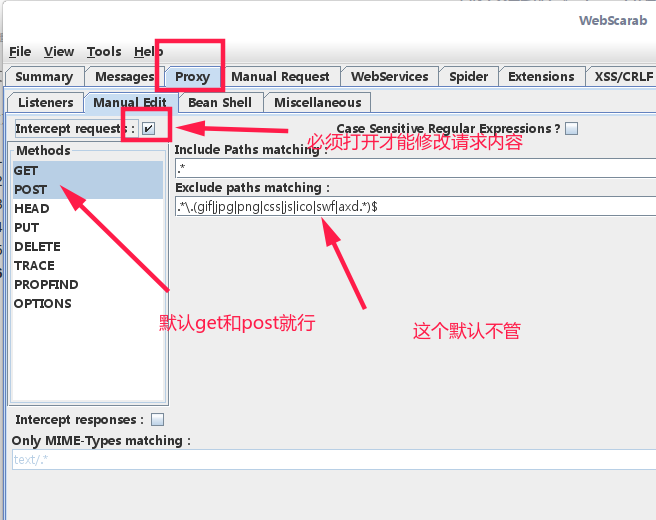 WebScarab
File View Tools Help
Summary Messages Proxy Manual Request WebServices Spider Extensions XSS/CRLF
Listeners Manual Edit Bean Shell Miscellaneous
Intercept requests : Case Sensitive Regular Expressions ?
必须打开才能修改请求内容
Methods Include Paths matching :
GET .*
POST Exclude paths matching :
HEAD .*\.(gif|jpg|png|css|js|ico|swf|axd.*)$
PUT
DELETE
TRACE
PROPFIND
OPTIONS
默认get和post就行
这个默认不管
Intercept responses :
Only MIME-Types matching :
text/.*